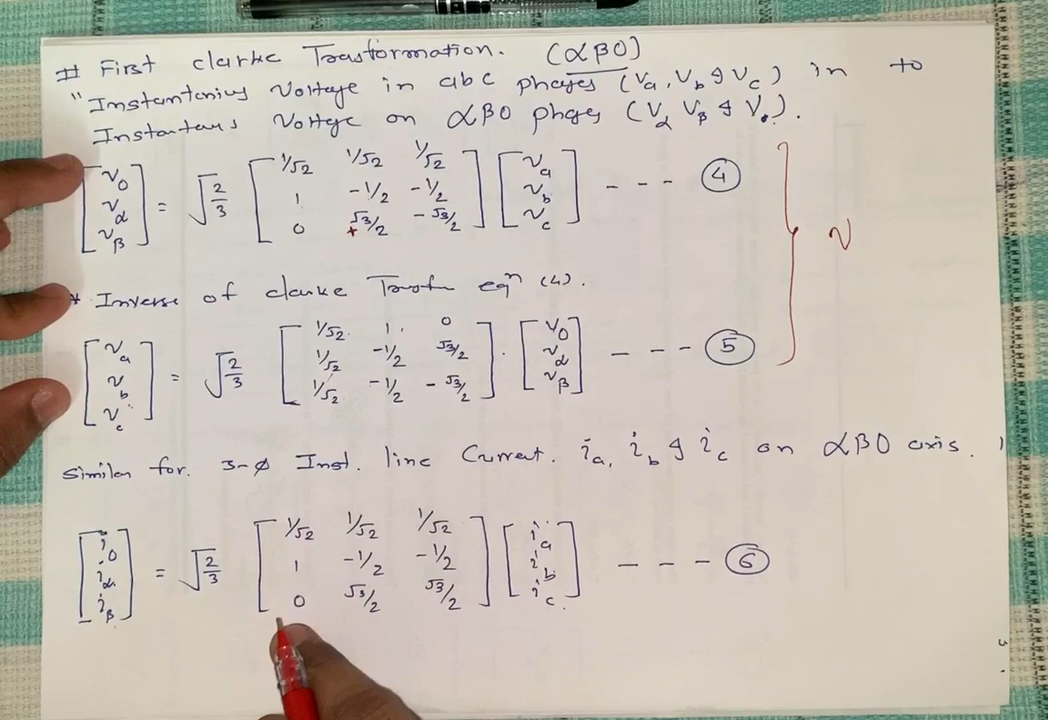 # First clarke Trasformation. (αβ0)
"Instantenius Voltage in abc phases (Va, Vb & Vc) in to
Instantans Voltge on αβ0 phses (Vα Vβ & V0).
[v0 vα vβ] = √2/3 [1/√2 1/√2 1/√2 1 -1/2 -1/2 0 +√3/2 -√3/2] [va vb vc] - - - (4)
v
* Inverse of clarke Transfn eqn (4).
[va vb vc] = √2/3 [1/√2 1 0 1/√2 -1/2 √3/2 1/√2 -1/2 -√3/2] . [v0 vα vβ] - - - (5)
Similar for. 3-φ Inst. line Current. ia, ib & ic on αβ0 axis.
[i0 iα iβ] = √2/3 [1/√2 1/√2 1/√2 1 -1/2 -1/2 0 √3/2 √3/2] [ia ib ic] - - - (6)